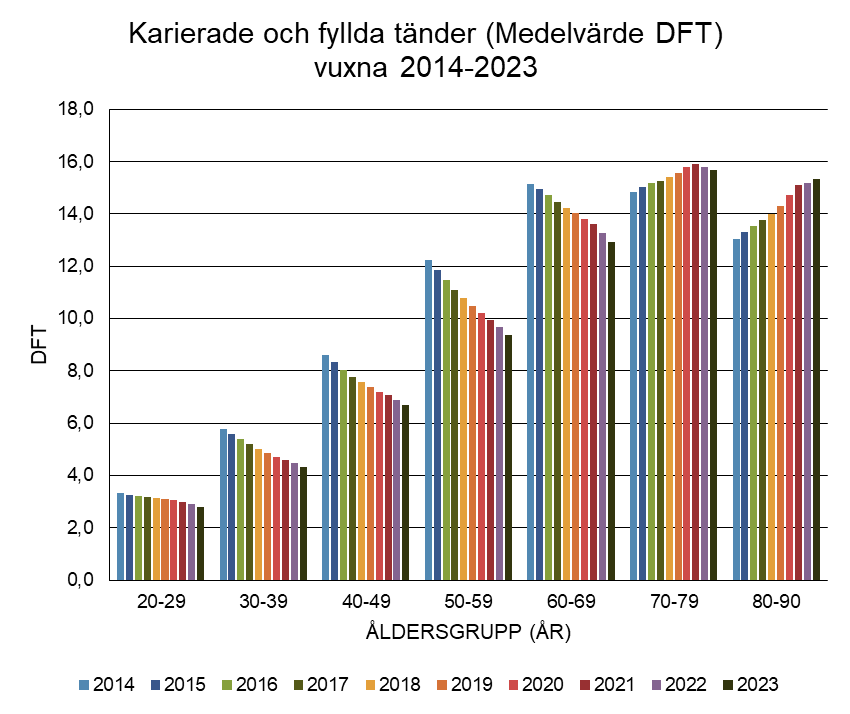 Karierade och fyllda tänder (Medelvärde DFT)
vuxna 2014-2023
18,0
16,0
14,0
12,0
10,0
8,0
6,0
4,0
2,0
0,0
DFT
20-29 30-39 40-49 50-59 60-69 70-79 80-90
ÅLDERSGRUPP (ÅR)
2014 2015 2016 2017 2018 2019 2020 2021 2022 2023